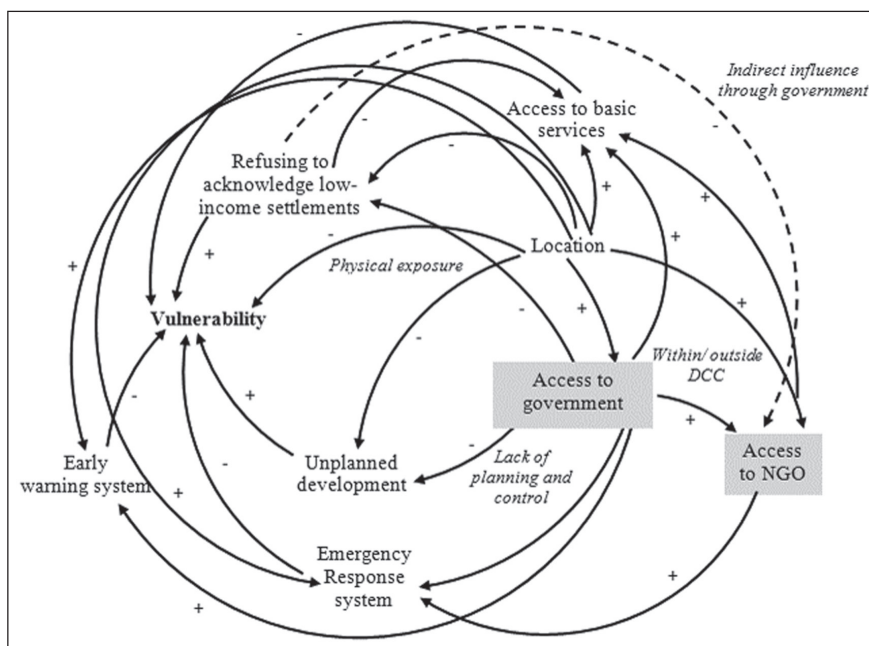 -
Indirect influence
through government
Access to basic
services
-
-
Refusing to
acknowledge low-
income settlements
-
+
+
+
Location
+
Physical exposure
-
+
+
-
+
Vulnerability
-
Within/ outside
DCC
Access to
government
+
-
+
-
Early
warning system
Unplanned
development
-
Lack of
planning and
control
Access
to NGO
-
+
Emergency
Response
system
+
+